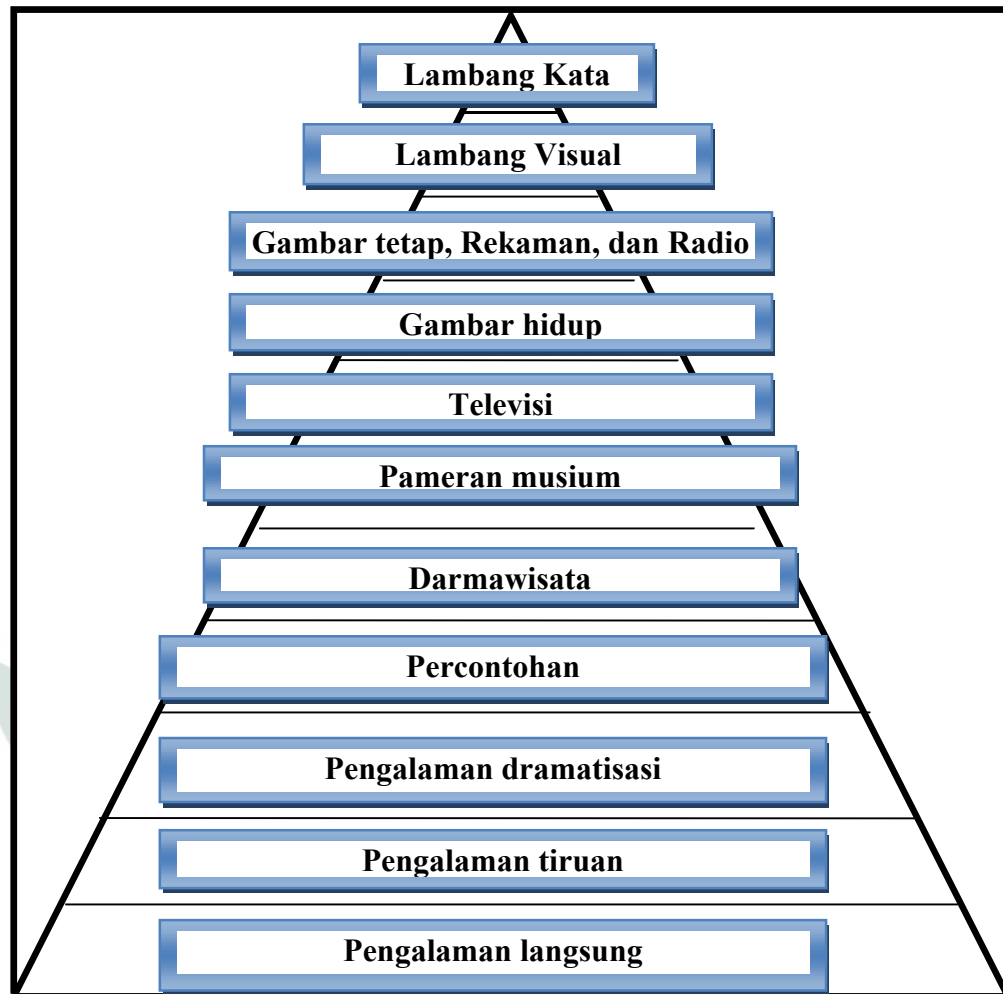 Lambang Kata
Lambang Visual
Gambar tetap, Rekaman, dan Radio
Gambar hidup
Televisi
Pameran musium
Darmawisata
Percontohan
Pengalaman dramatisasi
Pengalaman tiruan
Pengalaman langsung